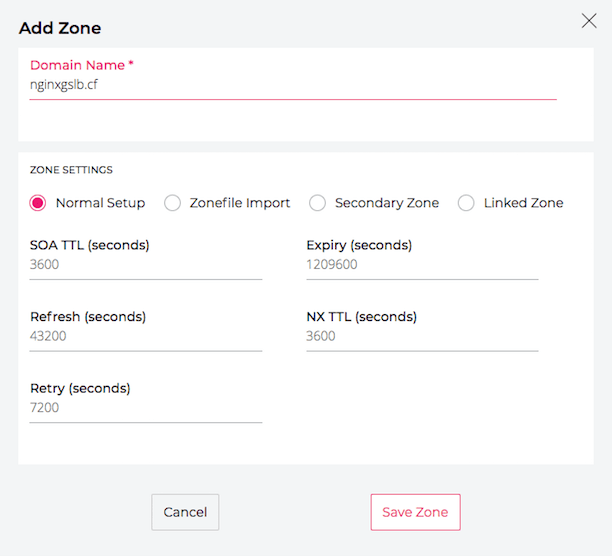 Add Zone
Domain Name *
nginxgslb.cf
ZONE SETTINGS
Normal Setup Zonefile Import Secondary Zone Linked Zone
SOA TTL (seconds) Expiry (seconds)
3600 1209600
Refresh (seconds) NX TTL (seconds)
43200 3600
Retry (seconds)
7200
Cancel Save Zone